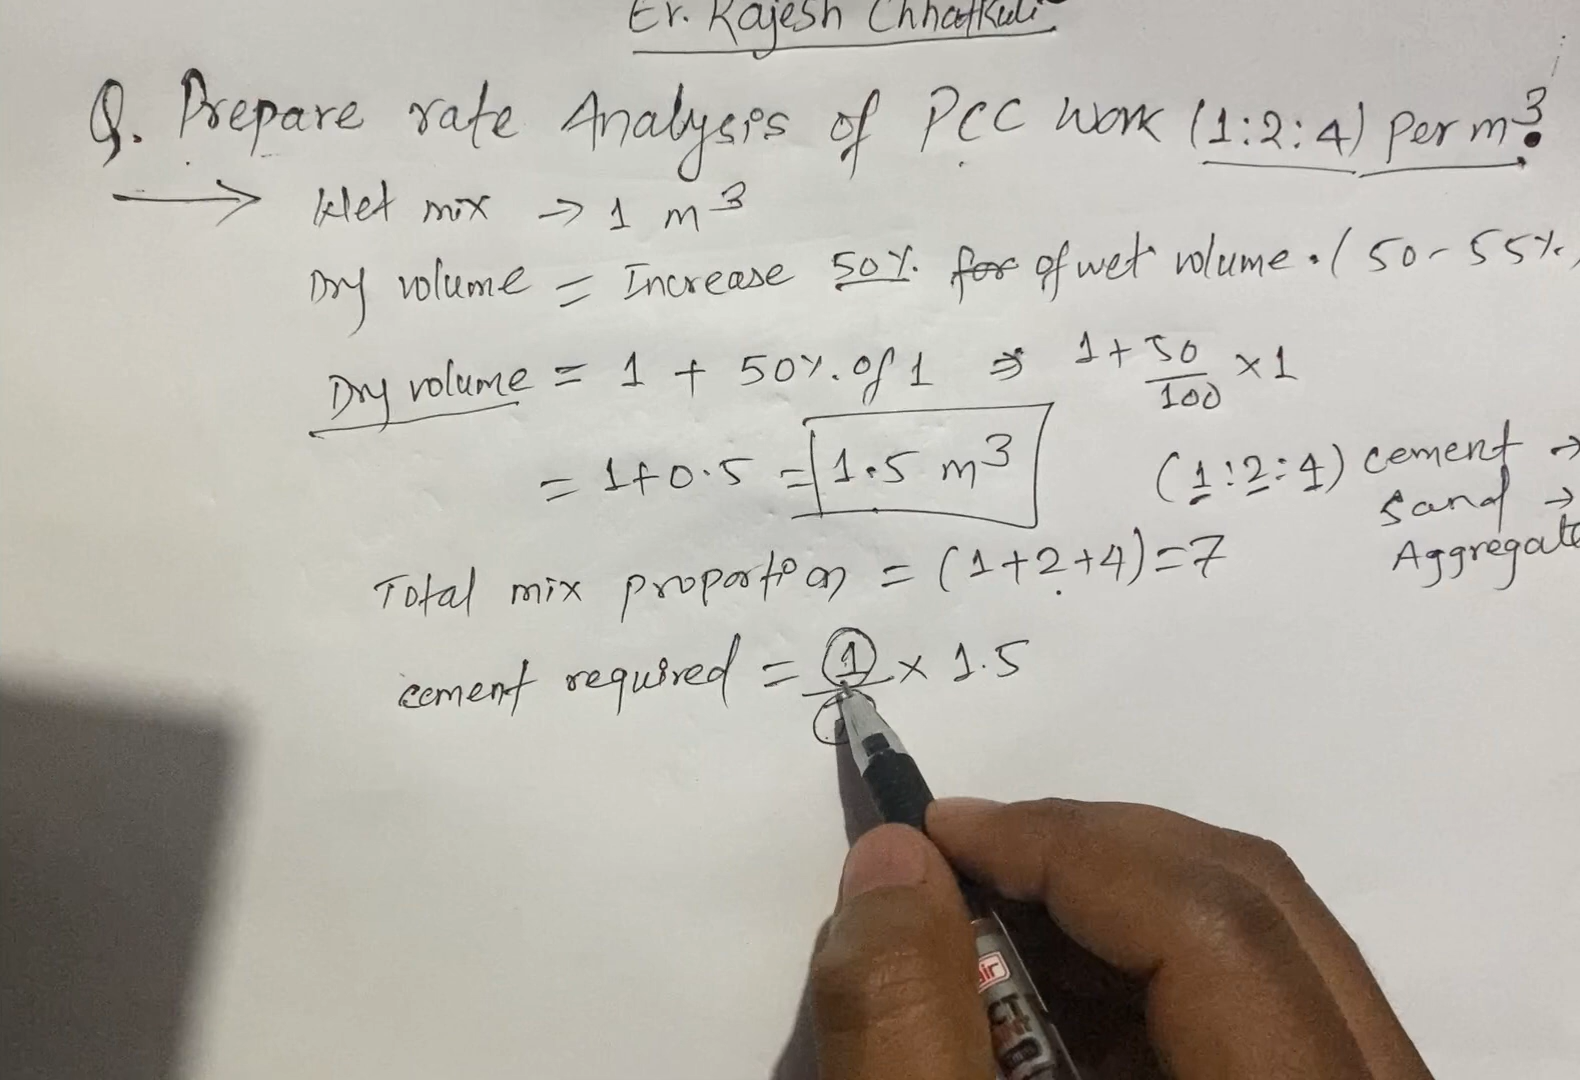 Er. Rajesh Chhatkuli
Q. Prepare rate Analysis of PCC work (1:2:4) per m³.
→ Wet mix → 1 m³
Dry volume = Increase 50% of wet volume. (50-55%
Dry volume = 1 + 50% of 1 ⇒ 1 + 50/100 × 1
= 1+0.5 = 1.5 m³
(1:2:4) cement →
Sand →
Aggregate
Total mix proportion = (1+2+4)=7
cement required = 1/ × 1.5